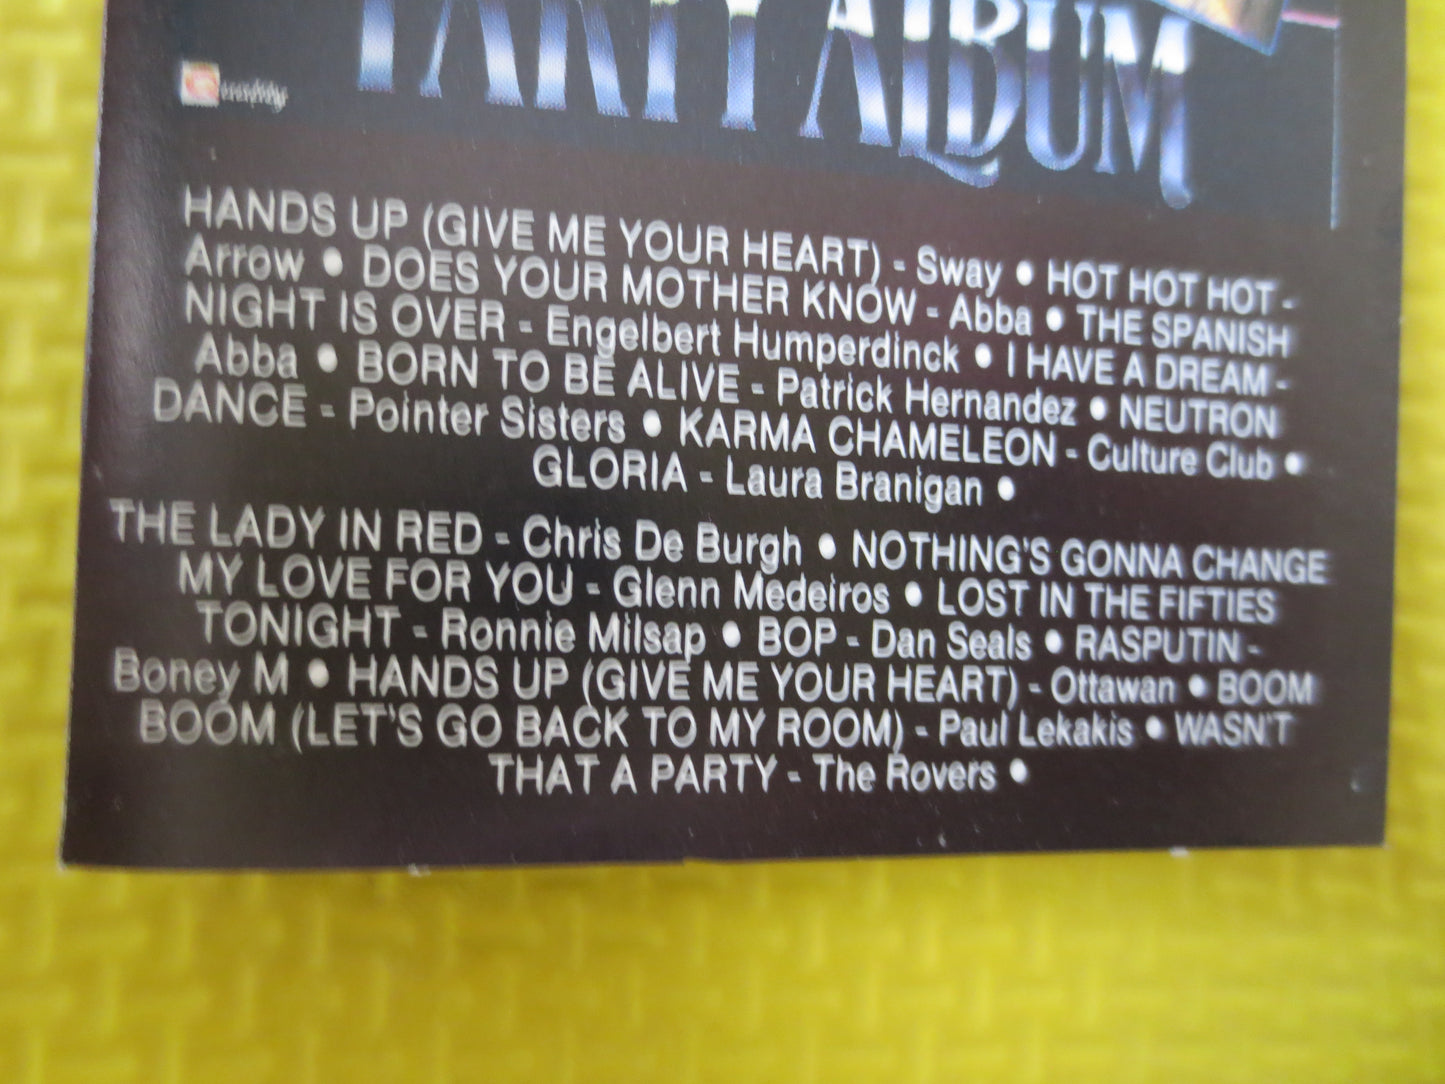 PARTY ALBUM
Quality
HANDS UP (GIVE ME YOUR HEART) - Sway • HOT HOT HOT -
Arrow • DOES YOUR MOTHER KNOW - Abba • THE SPANISH
NIGHT IS OVER - Engelbert Humperdinck • I HAVE A DREAM -
Abba • BORN TO BE ALIVE - Patrick Hernandez • NEUTRON
DANCE - Pointer Sisters • KARMA CHAMELEON - Culture Club •
GLORIA - Laura Branigan •
THE LADY IN RED - Chris De Burgh • NOTHING'S GONNA CHANGE
MY LOVE FOR YOU - Glenn Medeiros • LOST IN THE FIFTIES
TONIGHT - Ronnie Milsap • BOP - Dan Seals • RASPUTIN -
Boney M • HANDS UP (GIVE ME YOUR HEART) - Ottawan • BOOM
BOOM (LET'S GO BACK TO MY ROOM) - Paul Lekakis • WASN'T
THAT A PARTY - The Rovers •